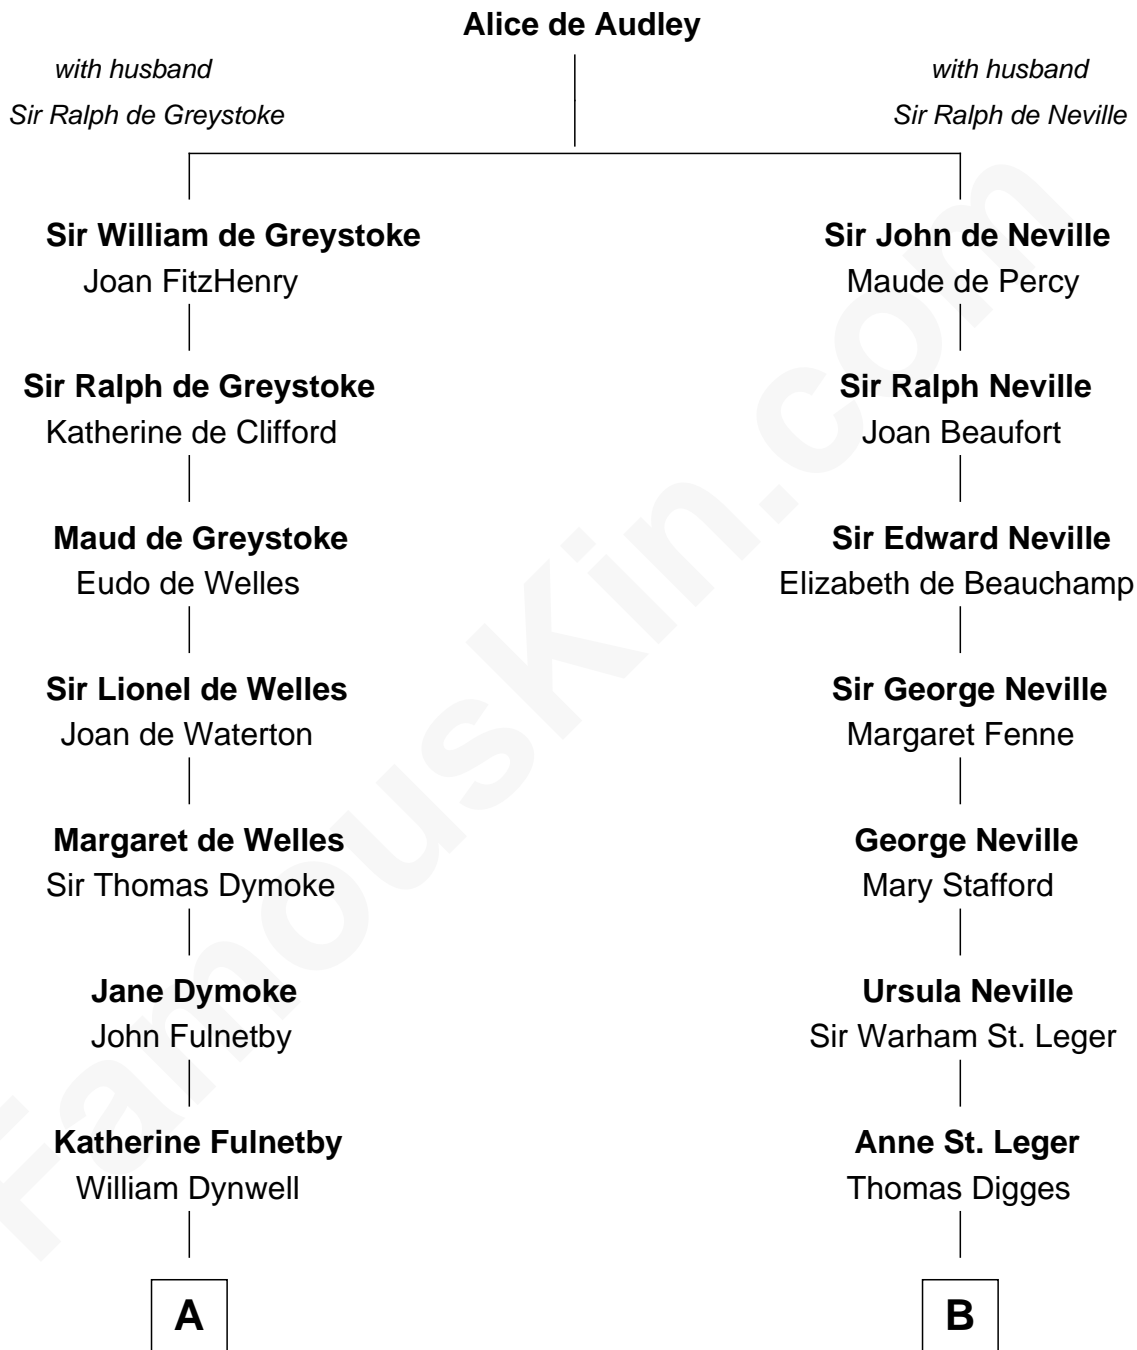 Alice de Audley
with husband
Sir Ralph de Greystoke
with husband
Sir Ralph de Neville
Sir William de Greystoke
Joan FitzHenry
Sir Ralph de Greystoke
Katherine de Clifford
Maud de Greystoke
Eudo de Welles
Sir Lionel de Welles
Joan de Waterton
Margaret de Welles
Sir Thomas Dymoke
Jane Dymoke
John Fulnetby
Katherine Fulnetby
William Dynwell
A
Sir John de Neville
Maude de Percy
Sir Ralph Neville
Joan Beaufort
Sir Edward Neville
Elizabeth de Beauchamp
Sir George Neville
Margaret Fenne
George Neville
Mary Stafford
Ursula Neville
Sir Warham St. Leger
Anne St. Leger
Thomas Digges
B
FamousKin.com